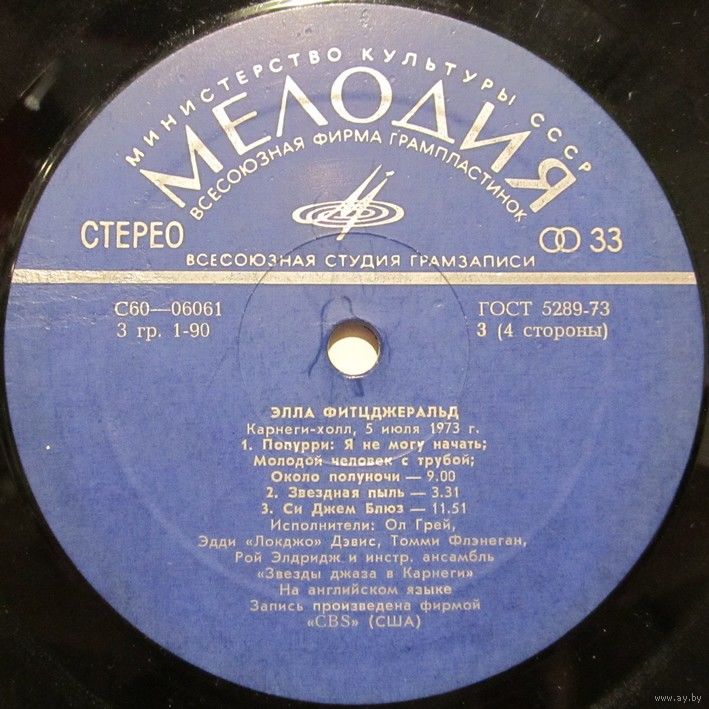 МИНИСТЕРСТВО КУЛЬТУРЫ СССР
МЕЛОДИЯ
ВСЕСОЮЗНАЯ ФИРМА ГРАМПЛАСТИНОК
СТЕРЕО
33
ВСЕСОЮЗНАЯ СТУДИЯ ГРАМЗАПИСИ
С60—06061
ГОСТ 5289-73
3 гр. 1-90
3 (4 стороны)
ЭЛЛА ФИТЦДЖЕРАЛЬД
Карнеги-холл, 5 июля 1973 г.
1. Попурри: Я не могу начать;
Молодой человек с трубой;
Около полуночи — 9.00
2. Звездная пыль — 3.31
3. Си Джем Блюз — 11.51
Исполнители: Ол Грей,
Эдди «Локджо» Дэвис, Томми Флэнеган,
Рой Элдридж и инстр. ансамбль
«Звезды джаза в Карнеги»
На английском языке
Запись произведена фирмой
«CBS» (США)
www.ay.by